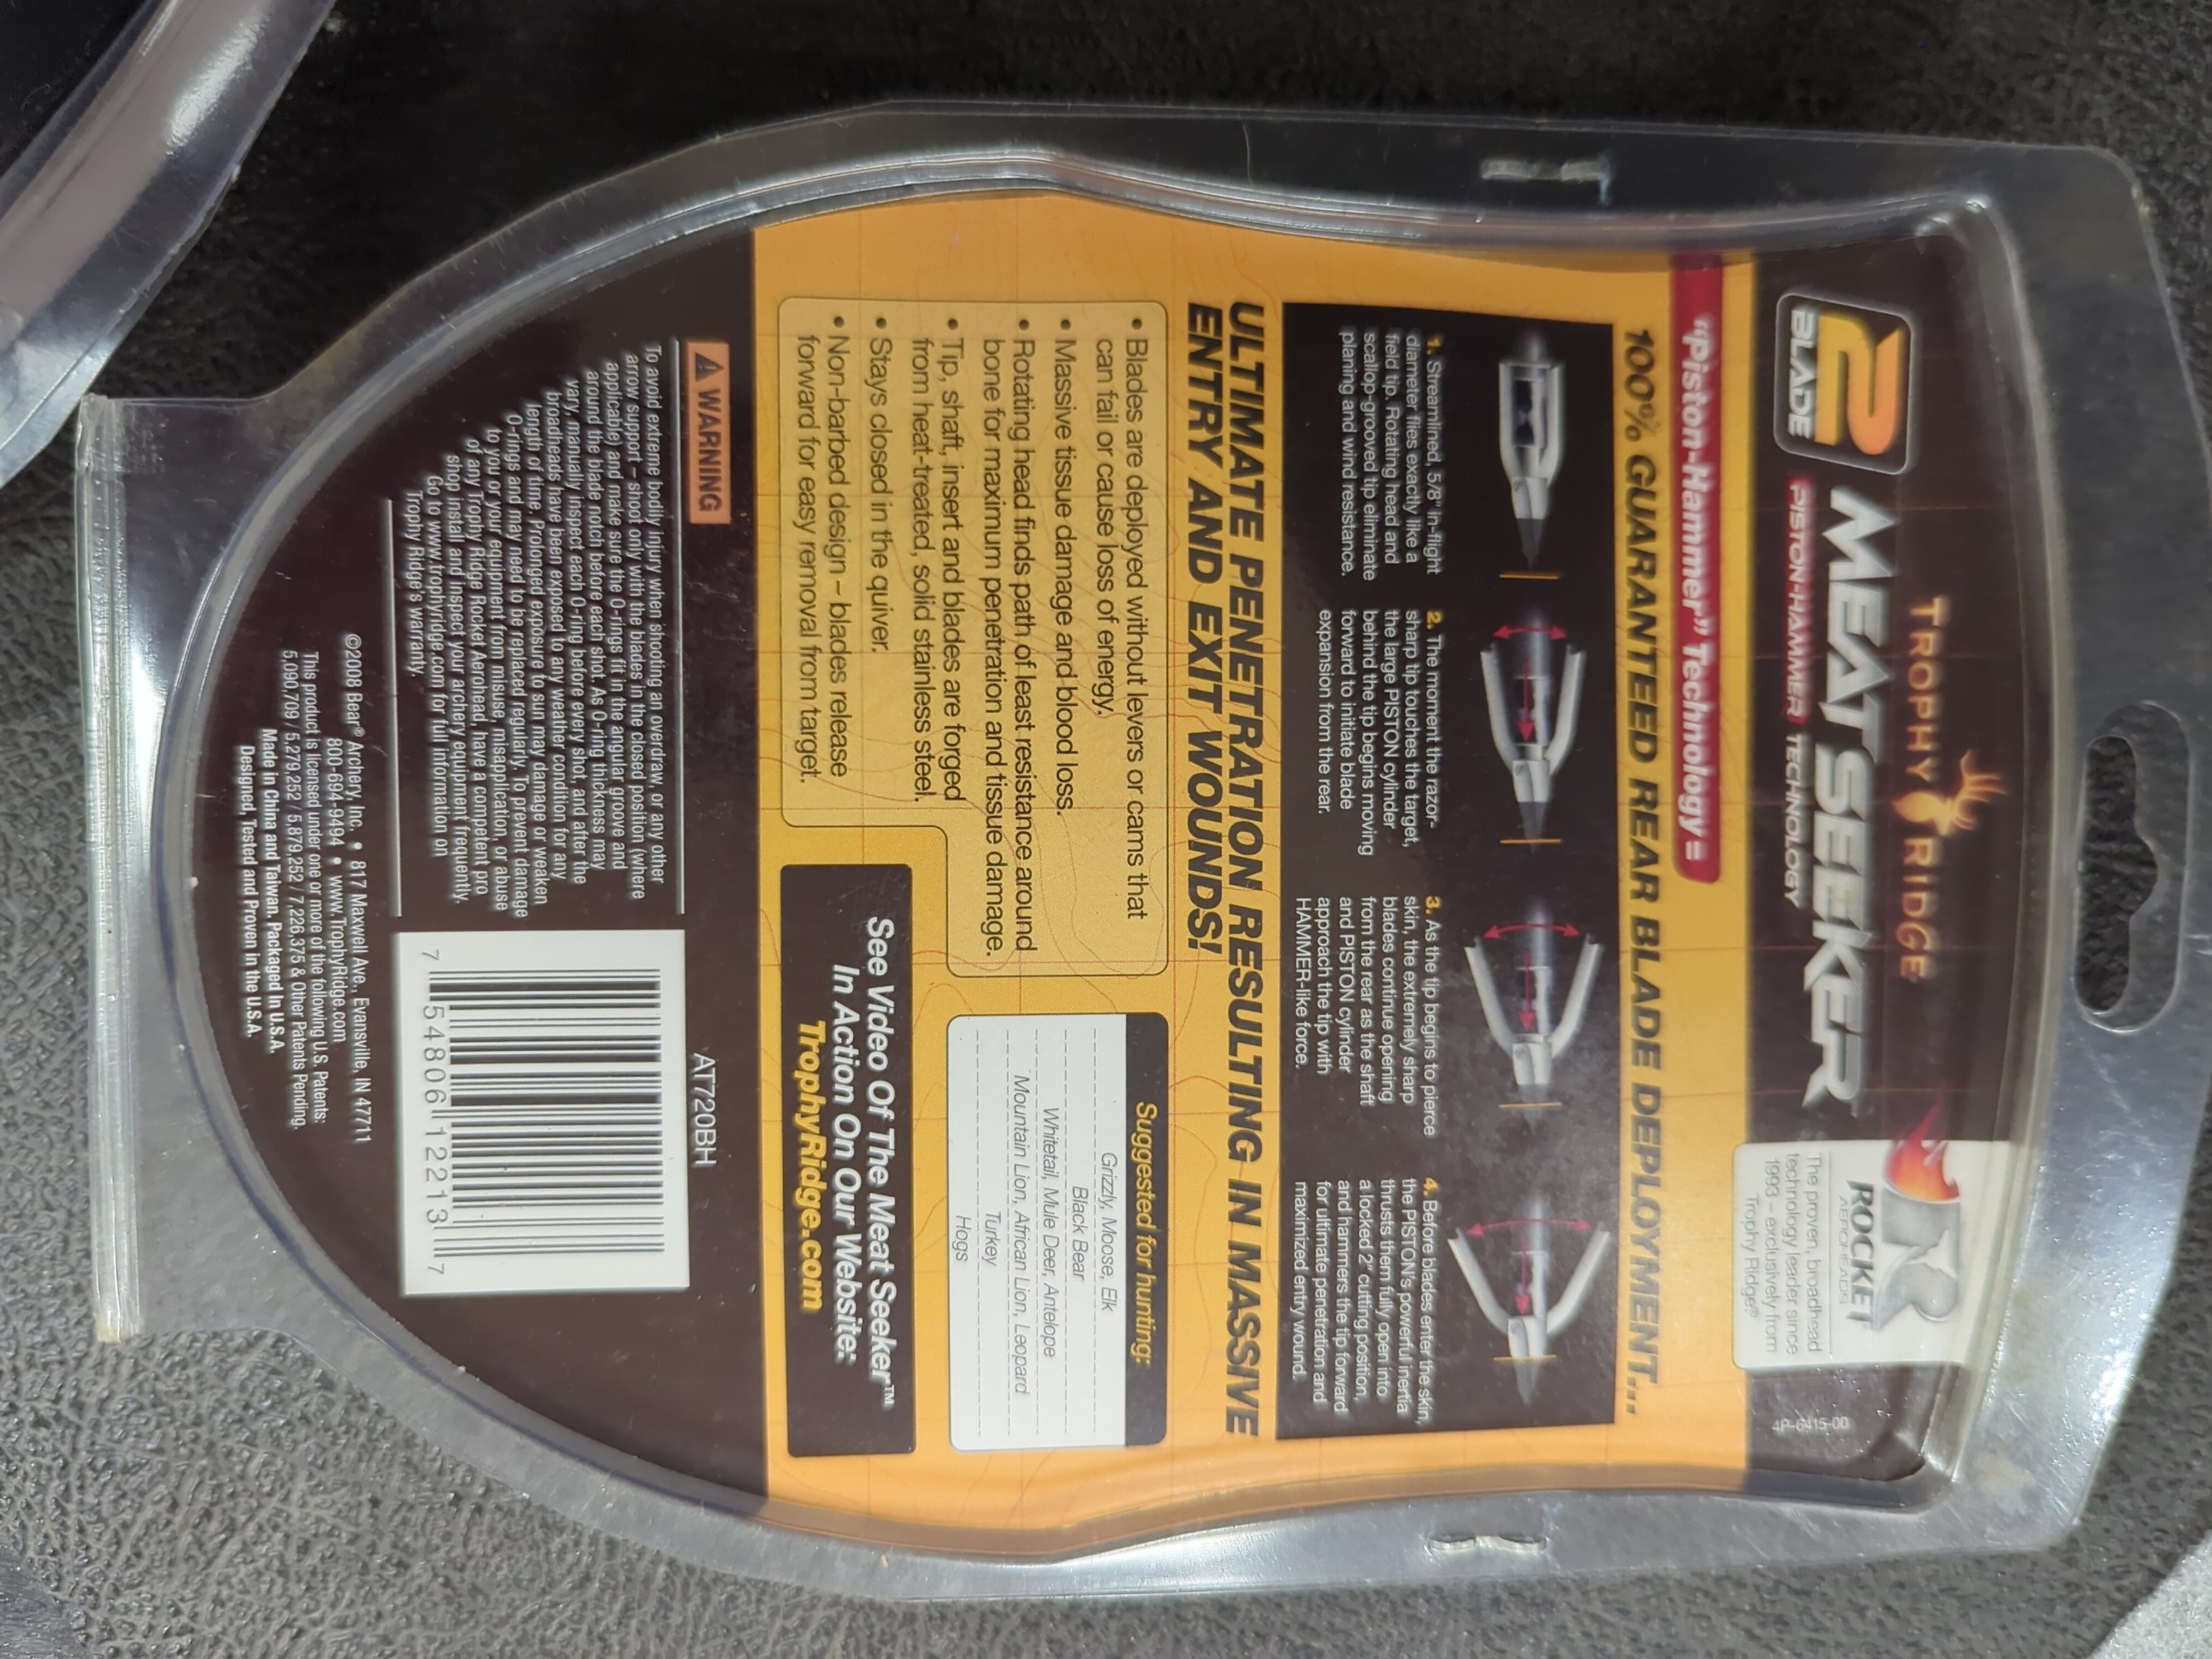 TROPHY RIDGE
2
BLADE
MEAT SEEKER
PISTON-HAMMER TECHNOLOGY
ROCKET
AEROHEADS
The proven, broadhead
technology leader since
1993 – exclusively from
Trophy Ridge®
4P-6415-00
"Piston-Hammer" Technology =
100% GUARANTEED REAR BLADE DEPLOYMENT...
1. Streamlined, 5/8" in-flight
diameter flies exactly like a
field tip. Rotating head and
scallop-grooved tip eliminate
planing and wind resistance.
2. The moment the razor-
sharp tip touches the target,
the large PISTON cylinder
behind the tip begins moving
forward to initiate blade
expansion from the rear.
3. As the tip begins to pierce
skin, the extremely sharp
blades continue opening
from the rear as the shaft
and PISTON cylinder
approach the tip with
HAMMER-like force.
4. Before blades enter the skin,
the PISTON's powerful inertia
thrusts them fully open into
a locked 2" cutting position,
and hammers the tip forward
for ultimate penetration and
maximized entry wound.
ULTIMATE PENETRATION RESULTING IN MASSIVE
ENTRY AND EXIT WOUNDS!
• Blades are deployed without levers or cams that
can fail or cause loss of energy.
• Massive tissue damage and blood loss.
• Rotating head finds path of least resistance around
bone for maximum penetration and tissue damage.
• Tip, shaft, insert and blades are forged
from heat-treated, solid stainless steel.
• Stays closed in the quiver.
• Non-barbed design – blades release
forward for easy removal from target.
Suggested for hunting:
Grizzly, Moose, Elk
Black Bear
Whitetail, Mule Deer, Antelope
Mountain Lion, African Lion, Leopard
Turkey
Hogs
See Video Of The Meat Seeker™
In Action On Our Website:
TrophyRidge.com
WARNING
To avoid extreme bodily injury when shooting an overdraw, or any other
arrow support – shoot only with the blades in the closed position (where
applicable) and make sure the O-rings fit in the angular groove and
around the blade notch before each shot. As O-ring thickness may
vary, manually inspect each O-ring before every shot, and after the
broadheads have been exposed to any weather condition for any
length of time. Prolonged exposure to sun may damage or weaken
O-rings and may need to be replaced regularly. To prevent damage
to you or your equipment from misuse, misapplication, or abuse
of any Trophy Ridge Rocket Aerohead, have a competent pro
shop install and inspect your archery equipment frequently.
Go to www.trophyridge.com for full information on
Trophy Ridge's warranty.
AT720BH
7 54806 12213 7
©2008 Bear® Archery, Inc. • 817 Maxwell Ave., Evansville, IN 47711
800-694-9494 • www.TrophyRidge.com
This product is licensed under one or more of the following U.S. Patents:
5,090,709 / 5,279,252 / 5,879,252 / 7,226,375 & Other Patents Pending.
Made in China and Taiwan. Packaged in U.S.A.
Designed, Tested and Proven in the U.S.A.